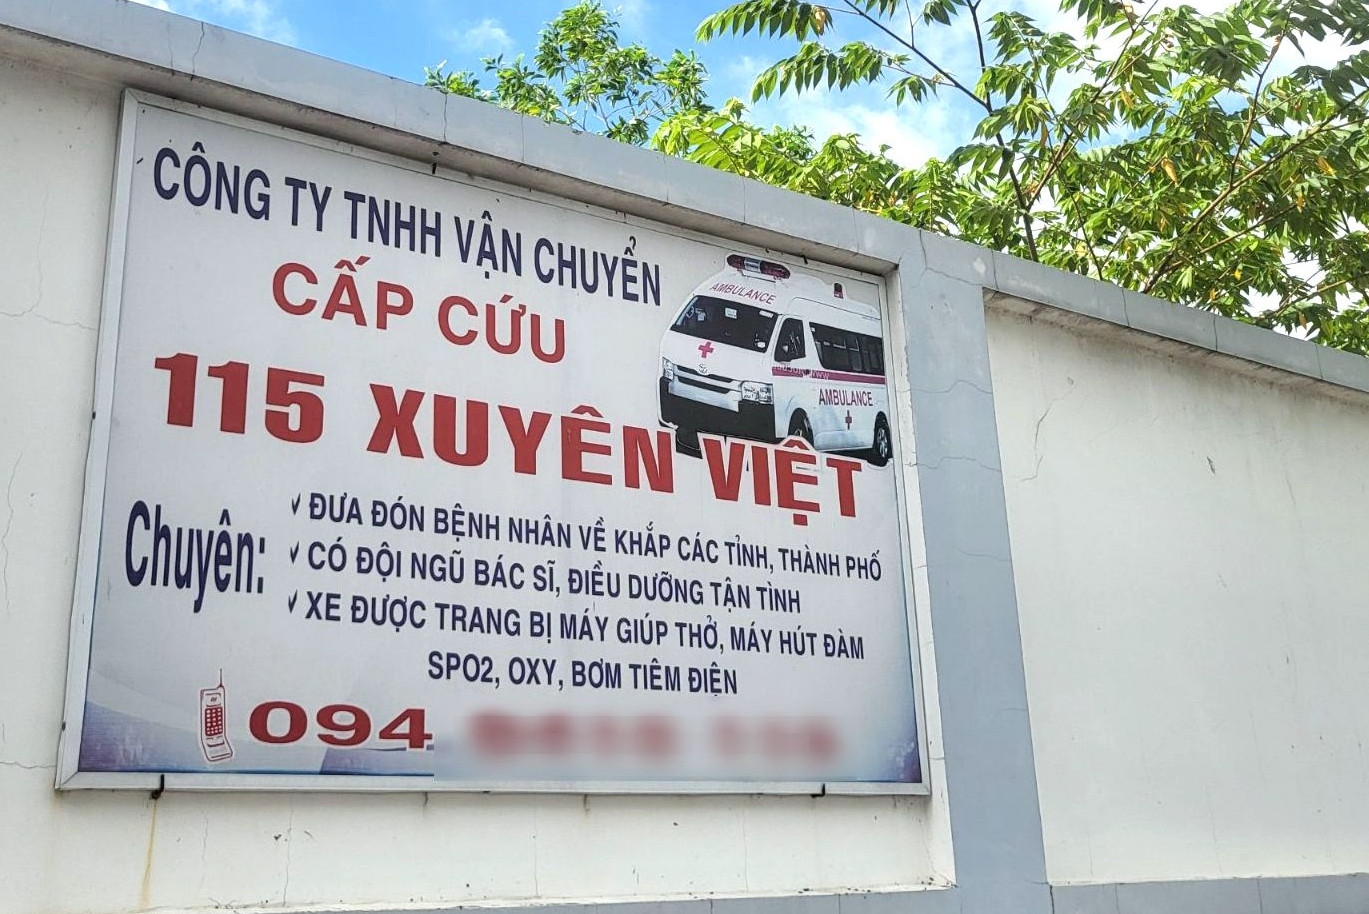 CÔNG TY TNHH VẬN CHUYỂN
CẤP CỨU
115 XUYÊN VIỆT
AMBULANCE
AMBULANCE
Chuyên:
ĐƯA ĐÓN BỆNH NHÂN VỀ KHẮP CÁC TỈNH, THÀNH PHỐ
CÓ ĐỘI NGŨ BÁC SĨ, ĐIỀU DƯỠNG TẬN TÌNH
XE ĐƯỢC TRANG BỊ MÁY GIÚP THỞ, MÁY HÚT ĐÀM
SPO2, OXY, BƠM TIÊM ĐIỆN
094